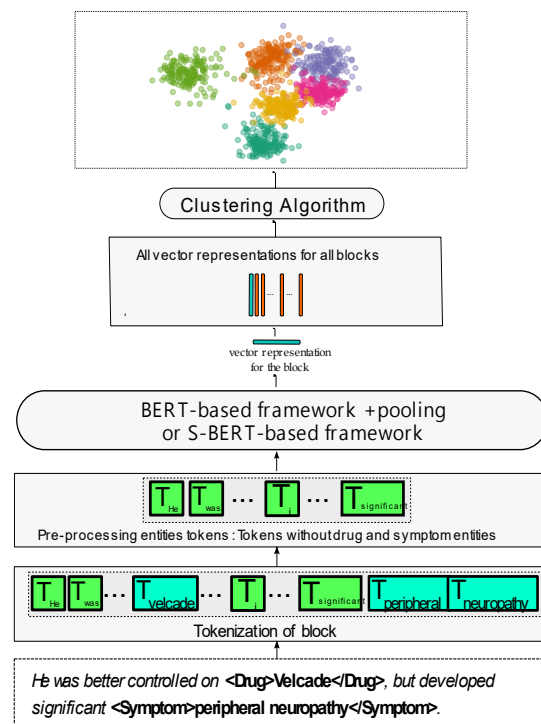 Clustering Algorithm
All vector representations for all blocks
... ...
vector representation
for the block
BERT-based framework +pooling
or S-BERT-based framework
T He T was ... T i ... T significant
Pre-processing entities tokens : Tokens without drug and symptom entities
T He T was ... T velcade ... T i ... T significant T peripheral T neuropathy
Tokenization of block
He was better controlled on <Drug>Velcade</Drug>, but developed
significant <Symptom>peripheral neuropathy</Symptom>.